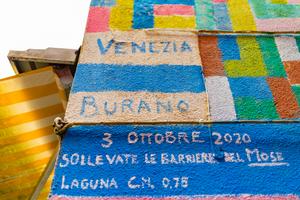 VENEZIA
BURANO
3 OTTOBRE 2020
SOLLEVATE LE BARRIERE DEL MOSE
LAGUNA C.M. 0,75